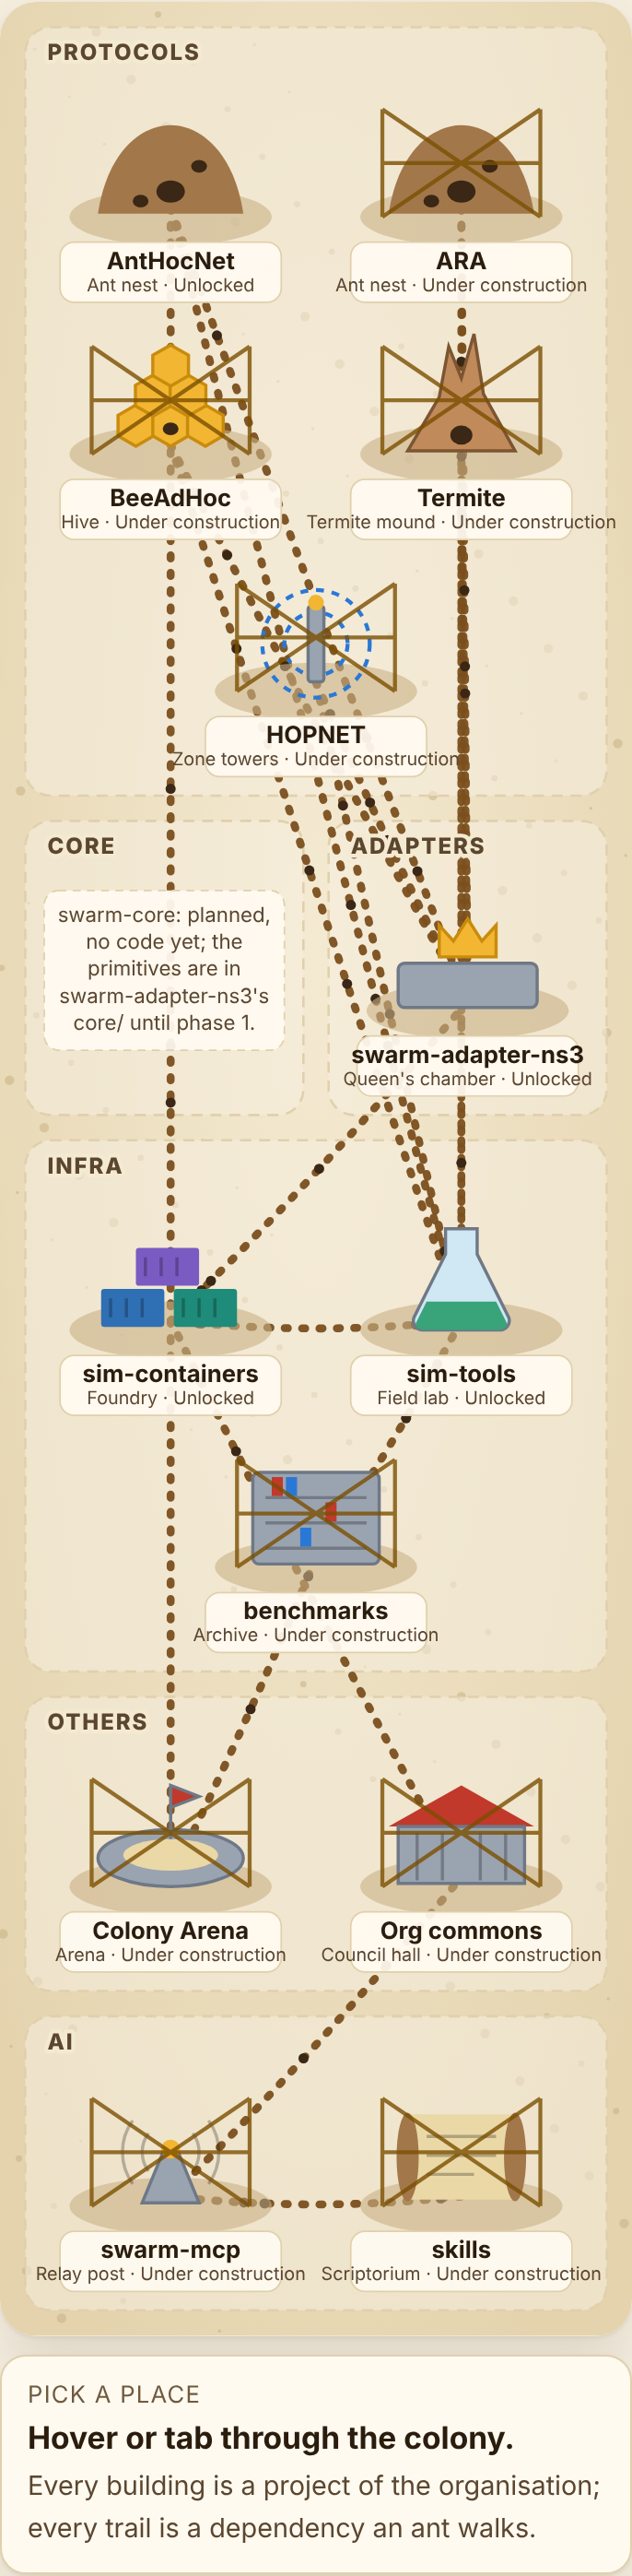 PROTOCOLS
AntHocNet
Ant nest · Unlocked
ARA
Ant nest · Under construction
BeeAdHoc
Hive · Under construction
Termite
Termite mound · Under construction
HOPNET
Zone towers · Under construction
CORE
swarm-core: planned,
no code yet; the
primitives are in
swarm-adapter-ns3's
core/ until phase 1.
ADAPTERS
swarm-adapter-ns3
Queen's chamber · Unlocked
INFRA
sim-containers
Foundry · Unlocked
sim-tools
Field lab · Unlocked
benchmarks
Archive · Under construction
OTHERS
Colony Arena
Arena · Under construction
Org commons
Council hall · Under construction
AI
swarm-mcp
Relay post · Under construction
skills
Scriptorium · Under construction
PICK A PLACE
Hover or tab through the colony.
Every building is a project of the organisation;
every trail is a dependency an ant walks.